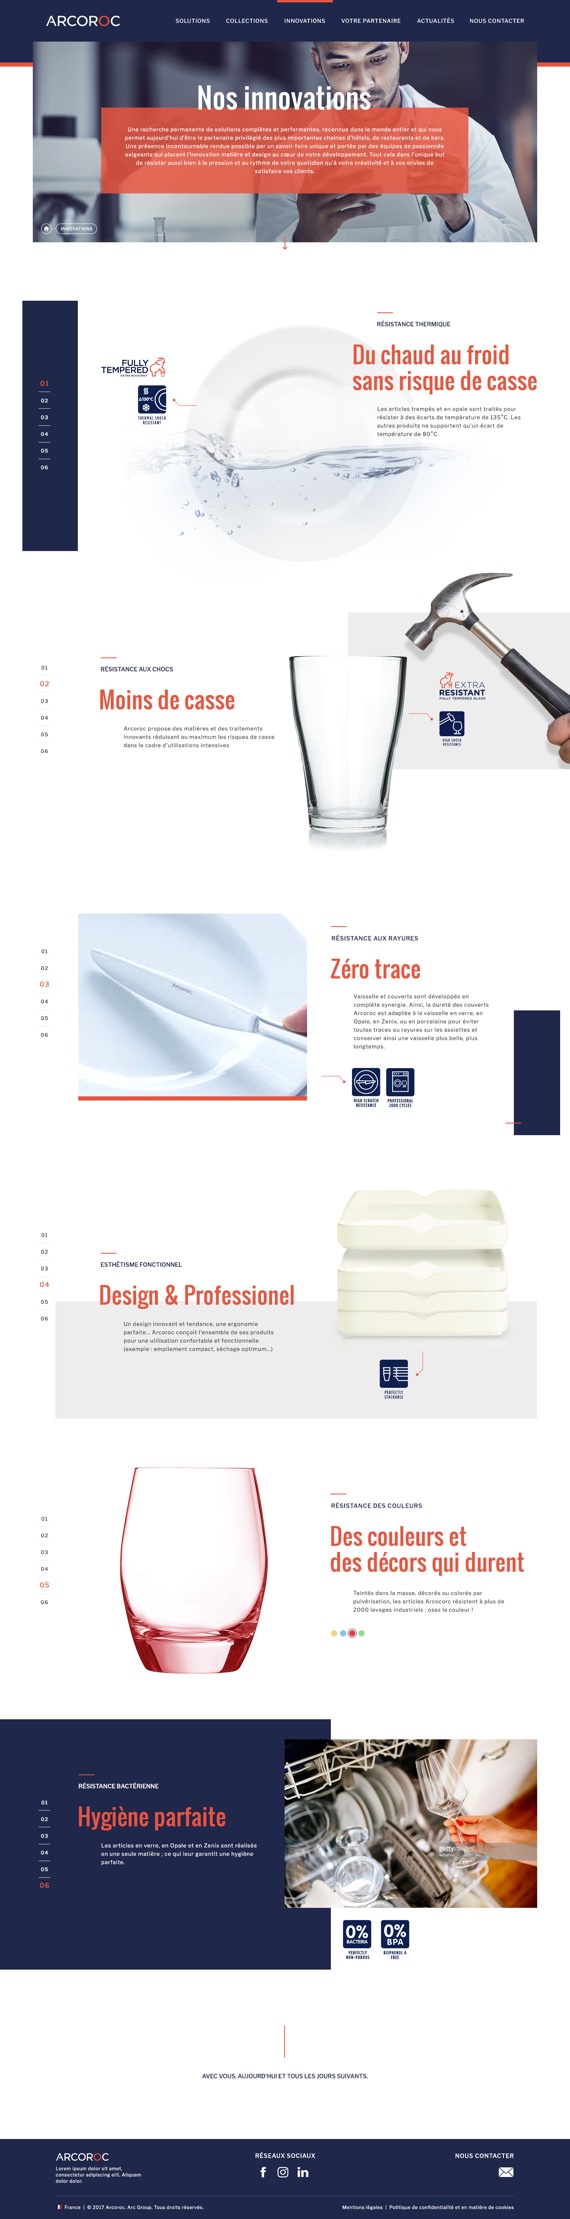 ARCOROC
SOLUTIONS COLLECTIONS INNOVATIONS VOTRE PARTENAIRE ACTUALITÉS NOUS CONTACTER
Nos innovations
Une recherche permanente de solutions complètes et performantes, reconnue dans le monde entier et qui nous
permet aujourd'hui d'être le partenaire privilégié des plus importantes chaines d'hôtels, de restaurants et de bars.
Une présence incontournable rendue possible par un savoir-faire unique et portée par des équipes de passionnés
exigeants qui placent l'innovation matière et design au cœur de notre développement. Tout cela dans l'unique but
de résister aussi bien à la pression et au rythme de votre quotidien qu'à votre créativité et à vos envies de
satisfaire vos clients.
INNOVATIONS
RÉSISTANCE THERMIQUE
Du chaud au froid
sans risque de casse
Les articles trempés et en opale sont traités pour
résister à des écarts de température de 135°C. Les
autres produits ne supportent qu'un écart de
température de 80°C.
FULLY
TEMPERED
THERMAL SHOCK
RESISTANT
01
02
03
04
05
06
RÉSISTANCE AUX CHOCS
Moins de casse
Arcoroc propose des matières et des traitements
innovants réduisant au maximum les risques de casse
dans le cadre d'utilisations intensives
EXTRA
RESISTANT
FULLY TEMPERED GLASS
HIGH SHOCK
RESISTANCE
01
02
03
04
05
06
RÉSISTANCE AUX RAYURES
Zéro trace
Vaisselle et couverts sont développés en
complète synergie. Ainsi, la dureté des couverts
Arcoroc est adaptée à la vaisselle en verre, en
Opale, en Zenix, ou en porcelaine pour éviter
toutes traces ou rayures sur les assiettes et
conserver ainsi une vaisselle plus belle, plus
longtemps.
Arcoroc
HIGH SCRATCH
RESISTANCE
PROFESSIONAL
2000 CYCLES
01
02
03
04
05
06
ESTHÉTISME FONCTIONNEL
Design & Professionel
Un design innovant et tendance, une ergonomie
parfaite... Arcoroc conçoit l'ensemble de ses produits
pour une utilisation confortable et fonctionnelle
(exemple : empilement compact, séchage optimum...)
PERFECTLY
STACKABLE
01
02
03
04
05
06
RÉSISTANCE DES COULEURS
Des couleurs et
des décors qui durent
Teintés dans la masse, décorés ou colorés par
pulvérisation, les articles Arcocorc résistent à plus de
2000 lavages industriels : osez la couleur !
01
02
03
04
05
06
RÉSISTANCE BACTÉRIENNE
Hygiène parfaite
Les articles en verre, en Opale et en Zenix sont réalisés
en une seule matière ; ce qui leur garantit une hygiène
parfaite.
01
02
03
04
05
06
gettyimages
0%
BACTERIA
PERFECTLY
NON-POROUS
0%
BPA
BISPHENOL A
FREE
AVEC VOUS. AUJOURD'HUI ET TOUS LES JOURS SUIVANTS.
ARCOROC
Lorem ipsum dolor sit amet,
consectetur adipiscing elit. Aliquam
dolor dolor.
RÉSEAUX SOCIAUX
NOUS CONTACTER
France | © 2017 Arcoroc. Arc Group. Tous droits réservés.
Mentions légales | Politique de confidentialité et en matière de cookies